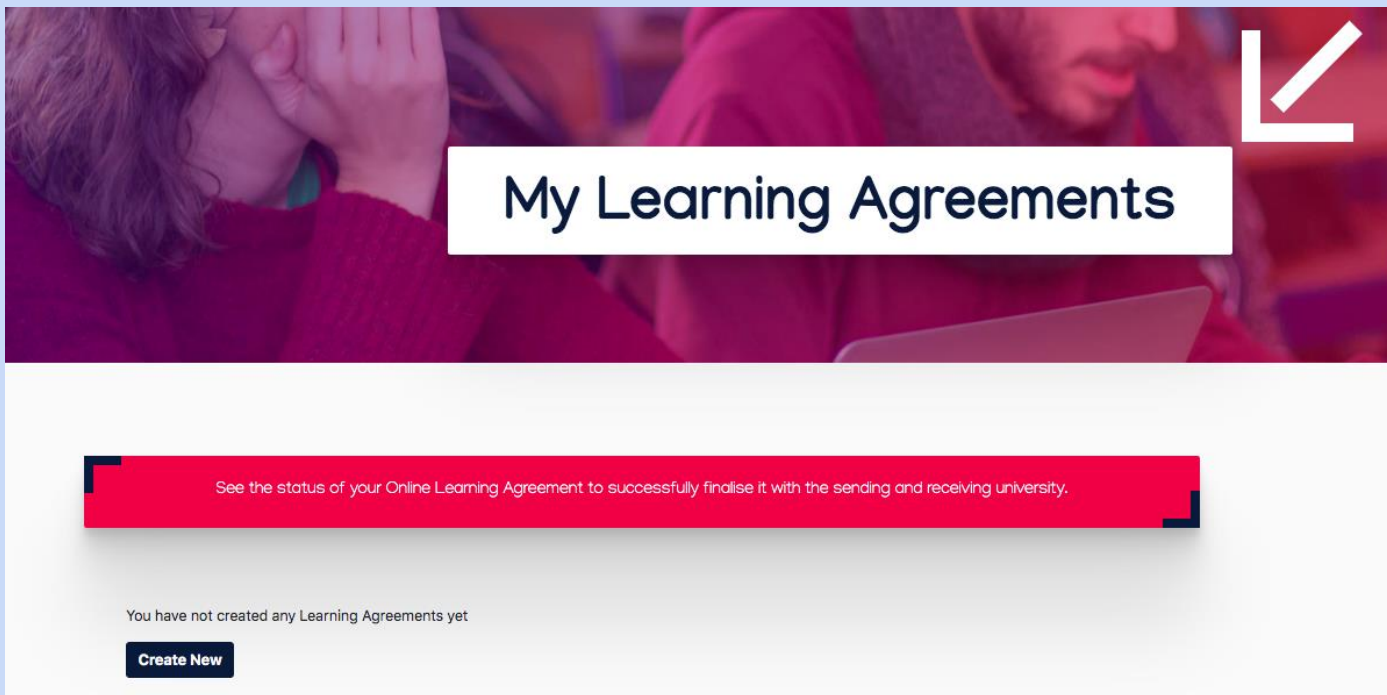 My Learning Agreements
See the status of your Online Learning Agreement to successfully finalise it with the sending and receiving university.
You have not created any Learning Agreements yet
Create New